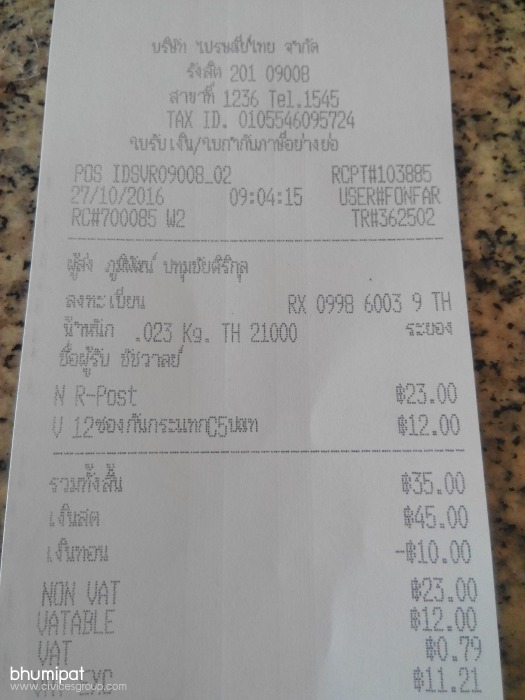 บริษัท ไปรษณีย์ไทย จำกัด
รังสิต 201 09008
สาขาที่ 1236 Tel.1545
TAX ID. 0105546095724
ใบรับเงิน/ใบกำกับภาษีอย่างย่อ
POS IDSVR09008_02 RCPT#103885
27/10/2016 09:04:15 USER#FONFAR
RC#700085 W2 TR#362502
ผู้ส่ง ภูมิพัฒน์ ปทุมชัยศิริกุล
ลงทะเบียน RX 0998 6003 9 TH
น้ำหนัก .023 Kg. TH 21000 ระยอง
ชื่อผู้รับ ชัชวาลย์
N R-Post ฿23.00
V 12ซองกันกระแทกC5ปณท ฿12.00
รวมทั้งสิ้น ฿35.00
เงินสด ฿45.00
เงินทอน -฿10.00
NON VAT ฿23.00
VATABLE ฿12.00
VAT ฿0.79
EXC ฿11.21
bhumipat
www.civicesgroup.com